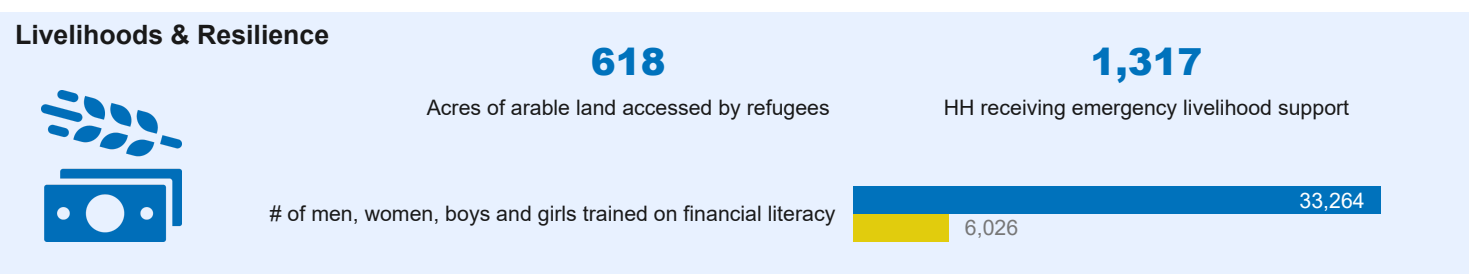 Livelihoods & Resilience
618
Acres of arable land accessed by refugees
1,317
HH receiving emergency livelihood support
# of men, women, boys and girls trained on financial literacy
33,264
6,026